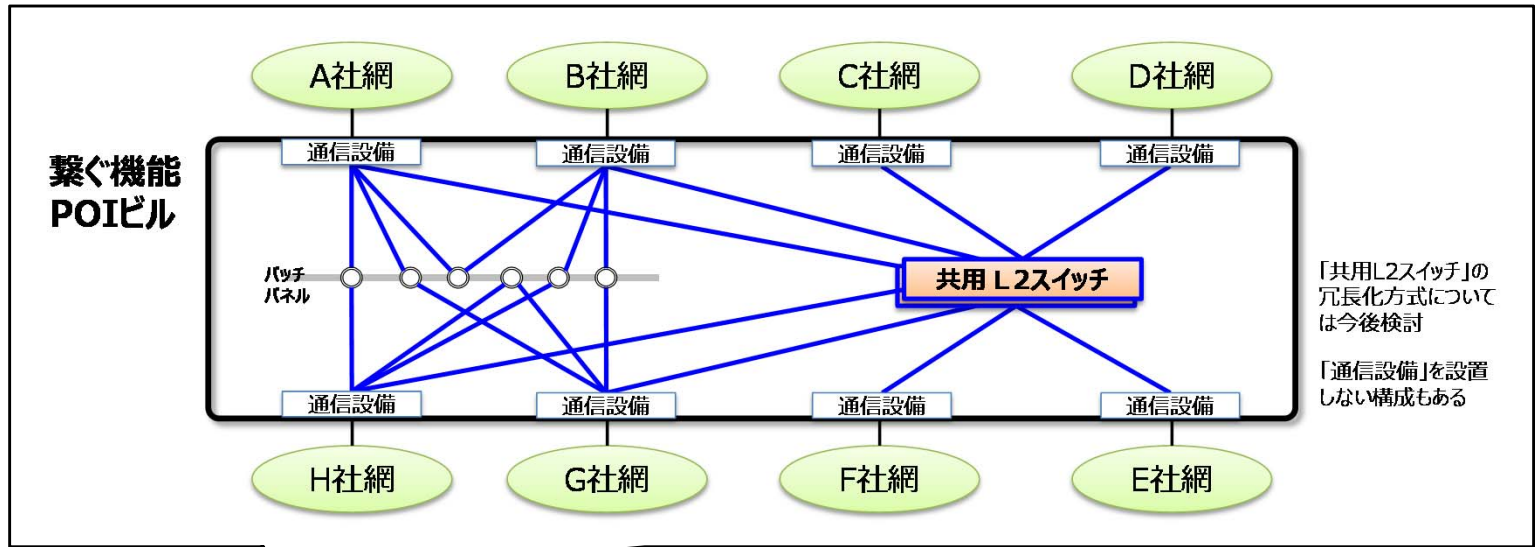 A社網
B社網
C社網
D社網
繋ぐ機能
POIビル
通信設備
通信設備
通信設備
通信設備
パッチ
パネル
共用L2スイッチ
「共用L2スイッチ」の
冗長化方式について
は今後検討
「通信設備」を設置
しない構成もある
通信設備
通信設備
通信設備
通信設備
H社網
G社網
F社網
E社網